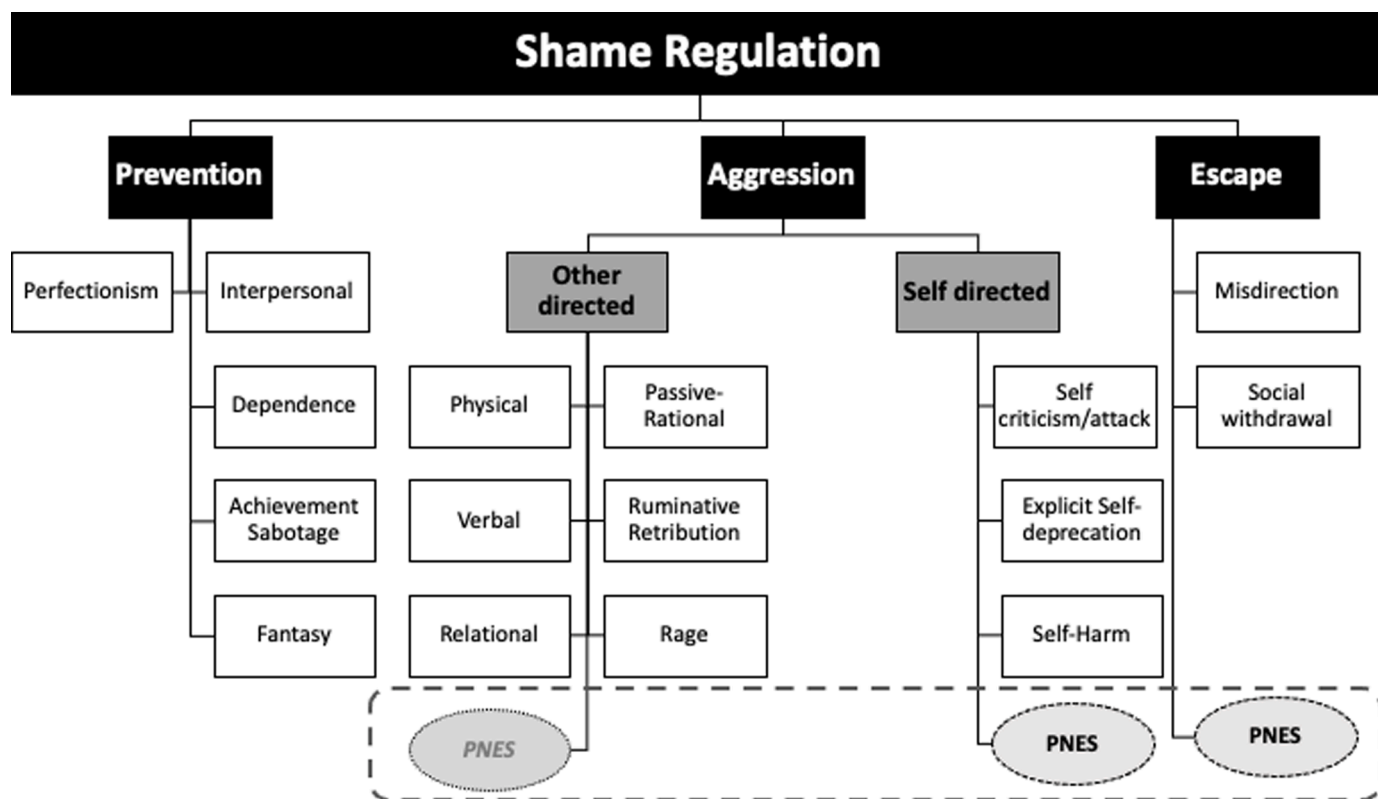 Shame Regulation
Prevention
Aggression
Escape
Perfectionism
Interpersonal
Other
directed
Self directed
Misdirection
Dependence
Physical
Passive-
Rational
Self
criticism/attack
Social
withdrawal
Achievement
Sabotage
Verbal
Ruminative
Retribution
Explicit Self-
deprecation
Fantasy
Relational
Rage
Self-Harm
PNES
PNES
PNES